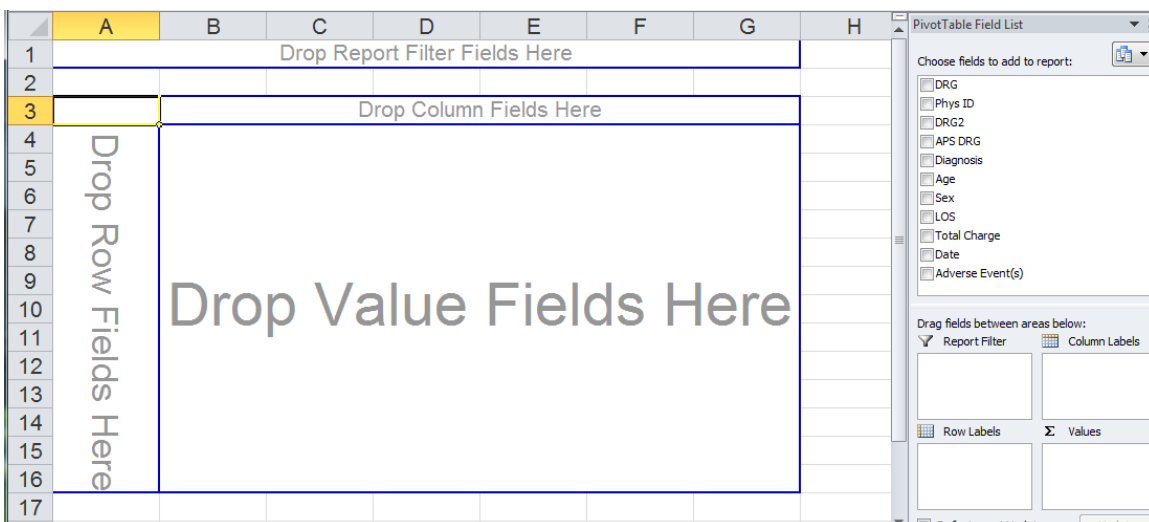 A B C D E F G H
PivotTable Field List
1 Drop Report Filter Fields Here
2
3 Drop Column Fields Here
4
5
6
7
8
9
10
11
12
13
14
15
16
17
Drop Row Fields Here
Drop Value Fields Here
Choose fields to add to report:
DRG
Phys ID
DRG2
APS DRG
Diagnosis
Age
Sex
LOS
Total Charge
Date
Adverse Event(s)
Drag fields between areas below:
Report Filter Column Labels
Row Labels Σ Values